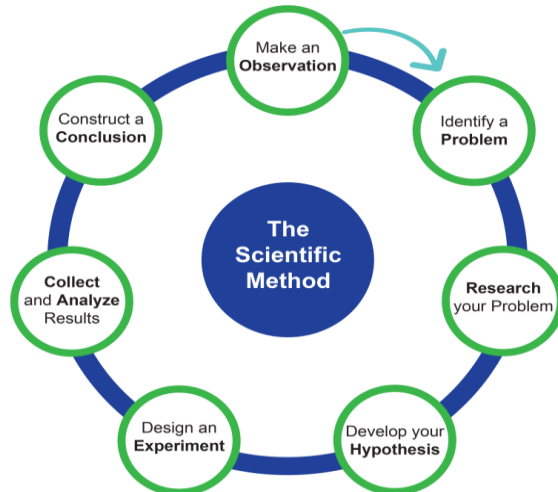 Make an
Observation
Identify a
Problem
Research
your Problem
Develop your
Hypothesis
Design an
Experiment
Collect
and Analyze
Results
Construct a
Conclusion
The
Scientific
Method